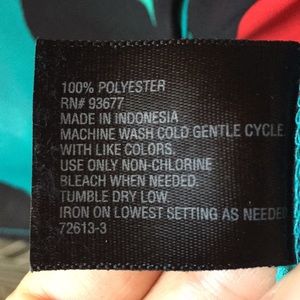 100% POLYESTER
RN# 93677
MADE IN INDONESIA
MACHINE WASH COLD GENTLE CYCLE
WITH LIKE COLORS.
USE ONLY NON-CHLORINE
BLEACH WHEN NEEDED.
TUMBLE DRY LOW.
IRON ON LOWEST SETTING AS NEEDED
72613-3